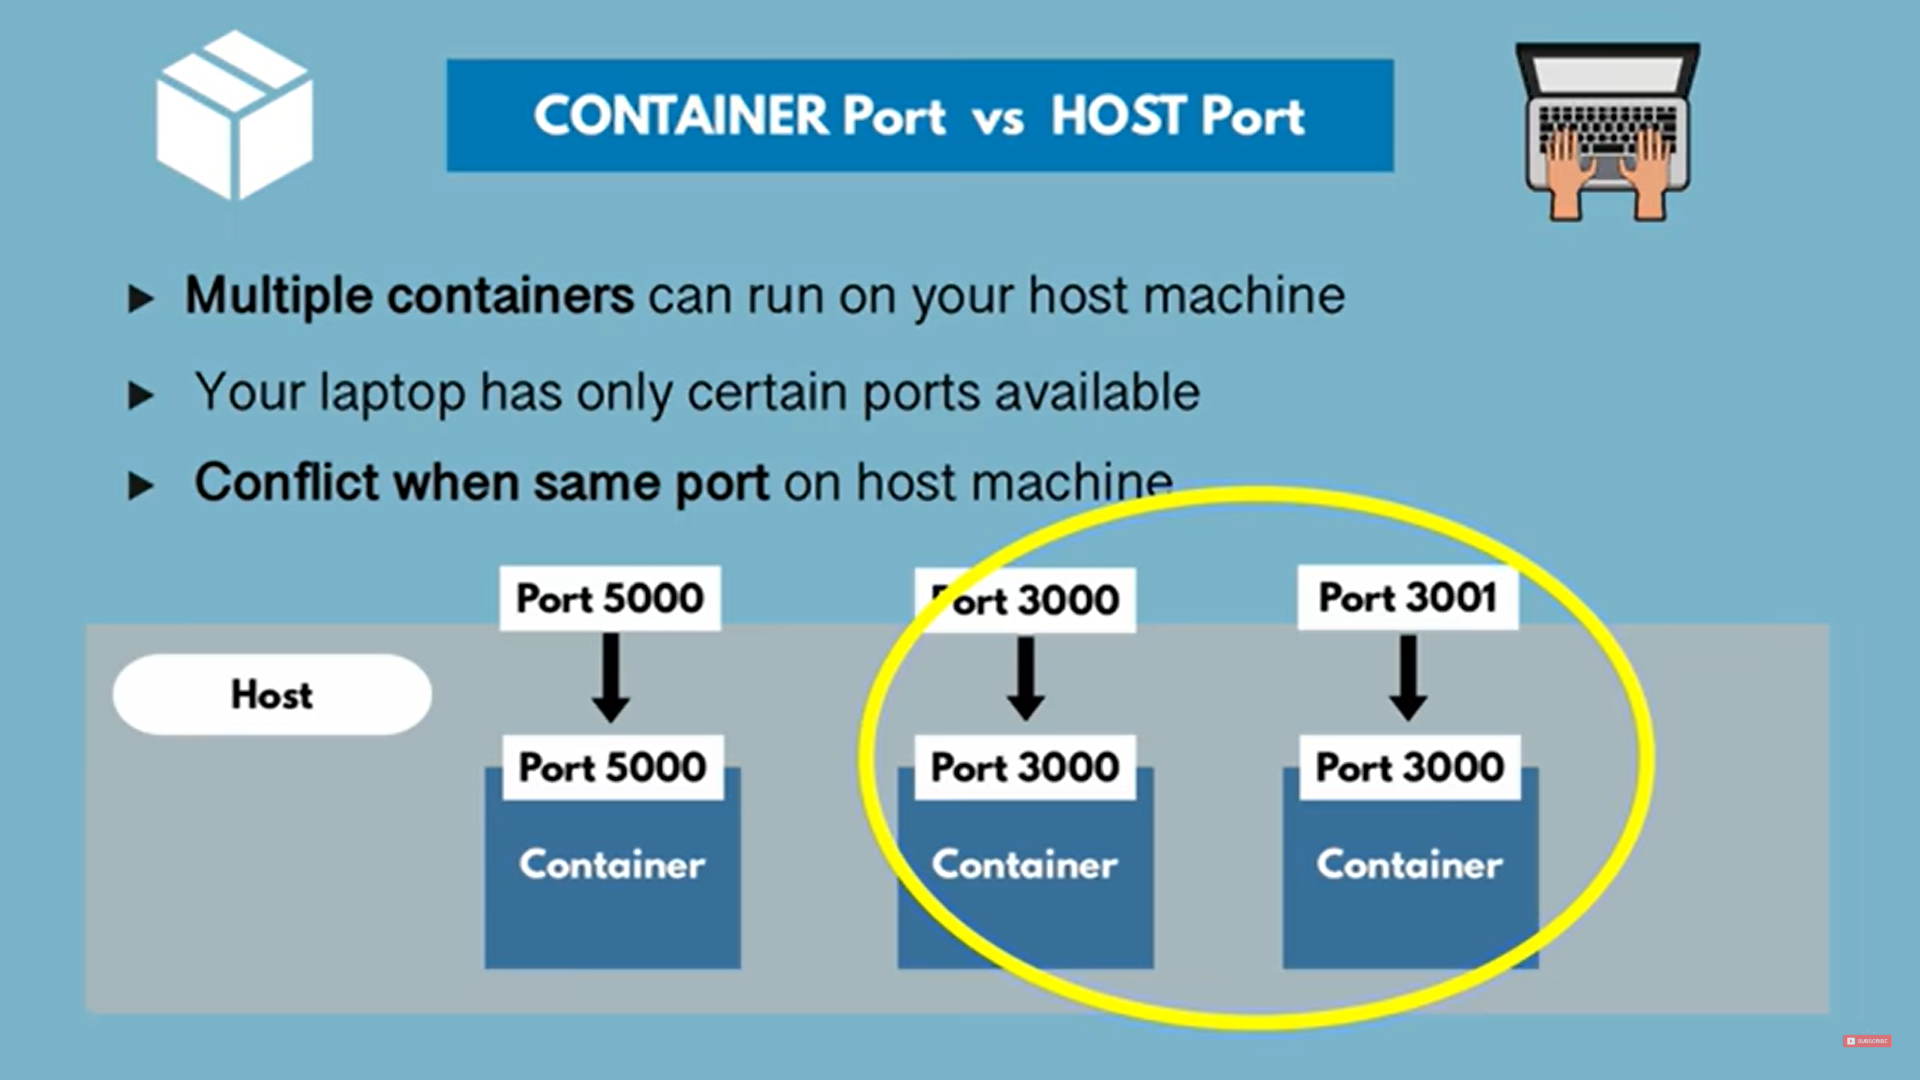 CONTAINER Port vs HOST Port
Multiple containers can run on your host machine
Your laptop has only certain ports available
Conflict when same port on host machine
Port 5000
Port 3000
Port 3001
Host
Port 5000
Port 3000
Port 3000
Container
Container
Container
SUBSCRIBE